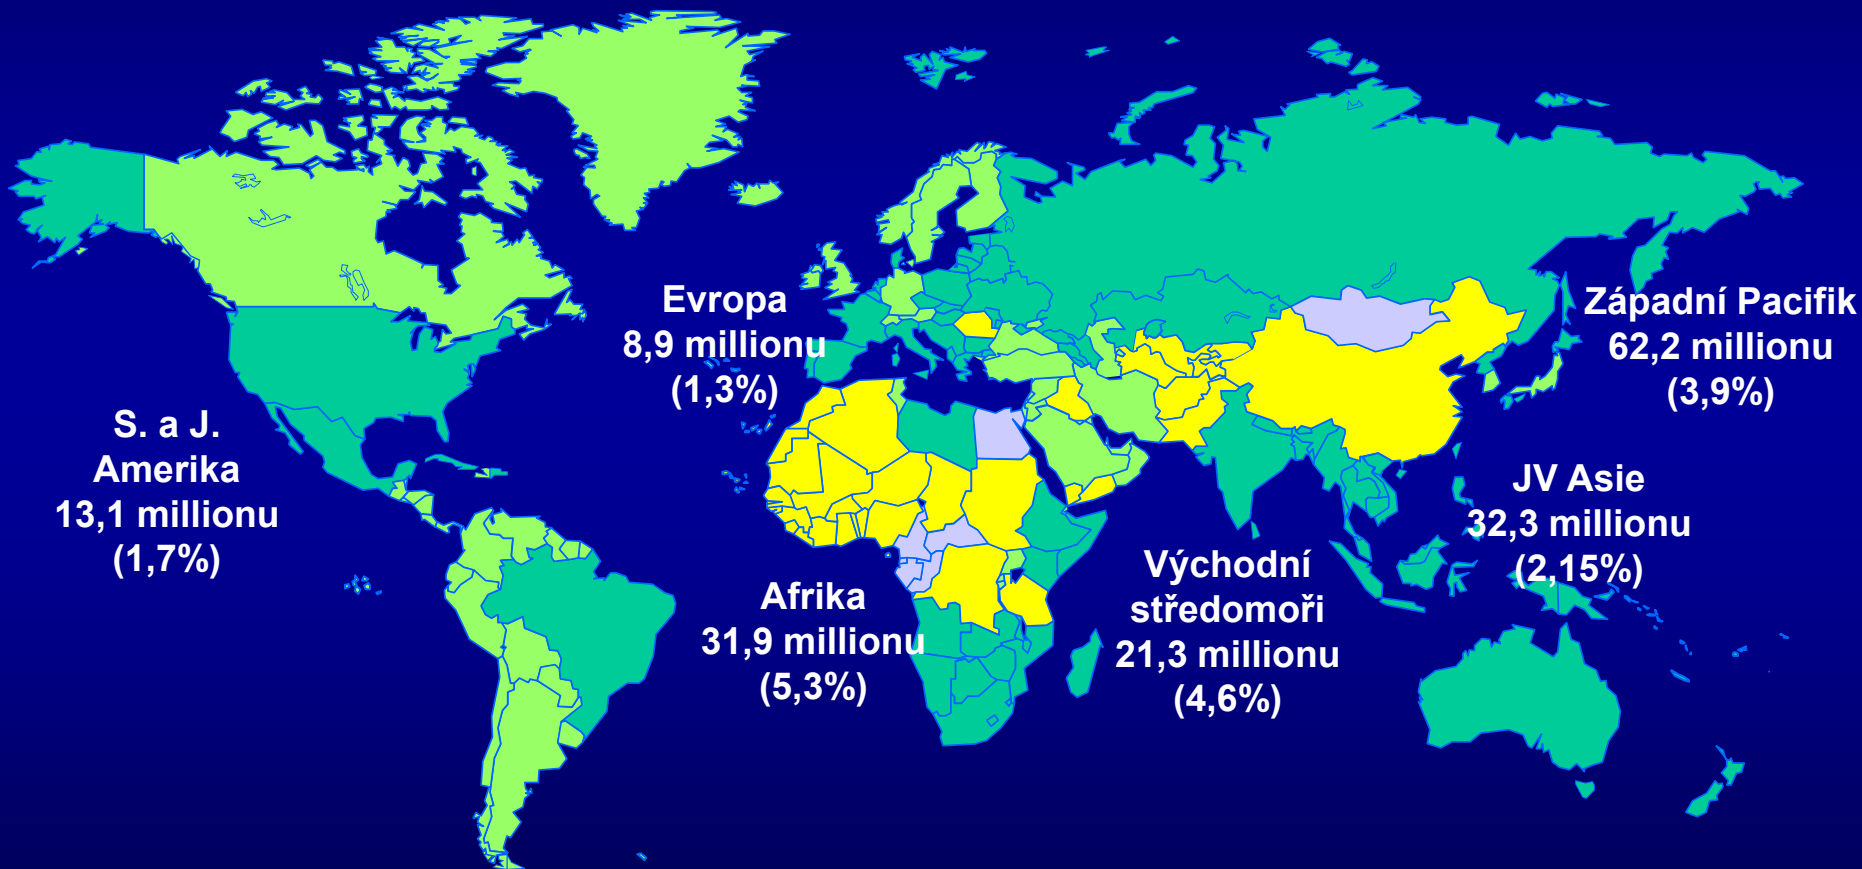 Evropa
8,9 millionu
(1,3%)
Západní Pacifik
62,2 millionu
(3,9%)
S. a J.
Amerika
13,1 millionu
(1,7%)
JV Asie
32,3 millionu
(2,15%)
Afrika
31,9 millionu
(5,3%)
Východní
středomoři
21,3 millionu
(4,6%)